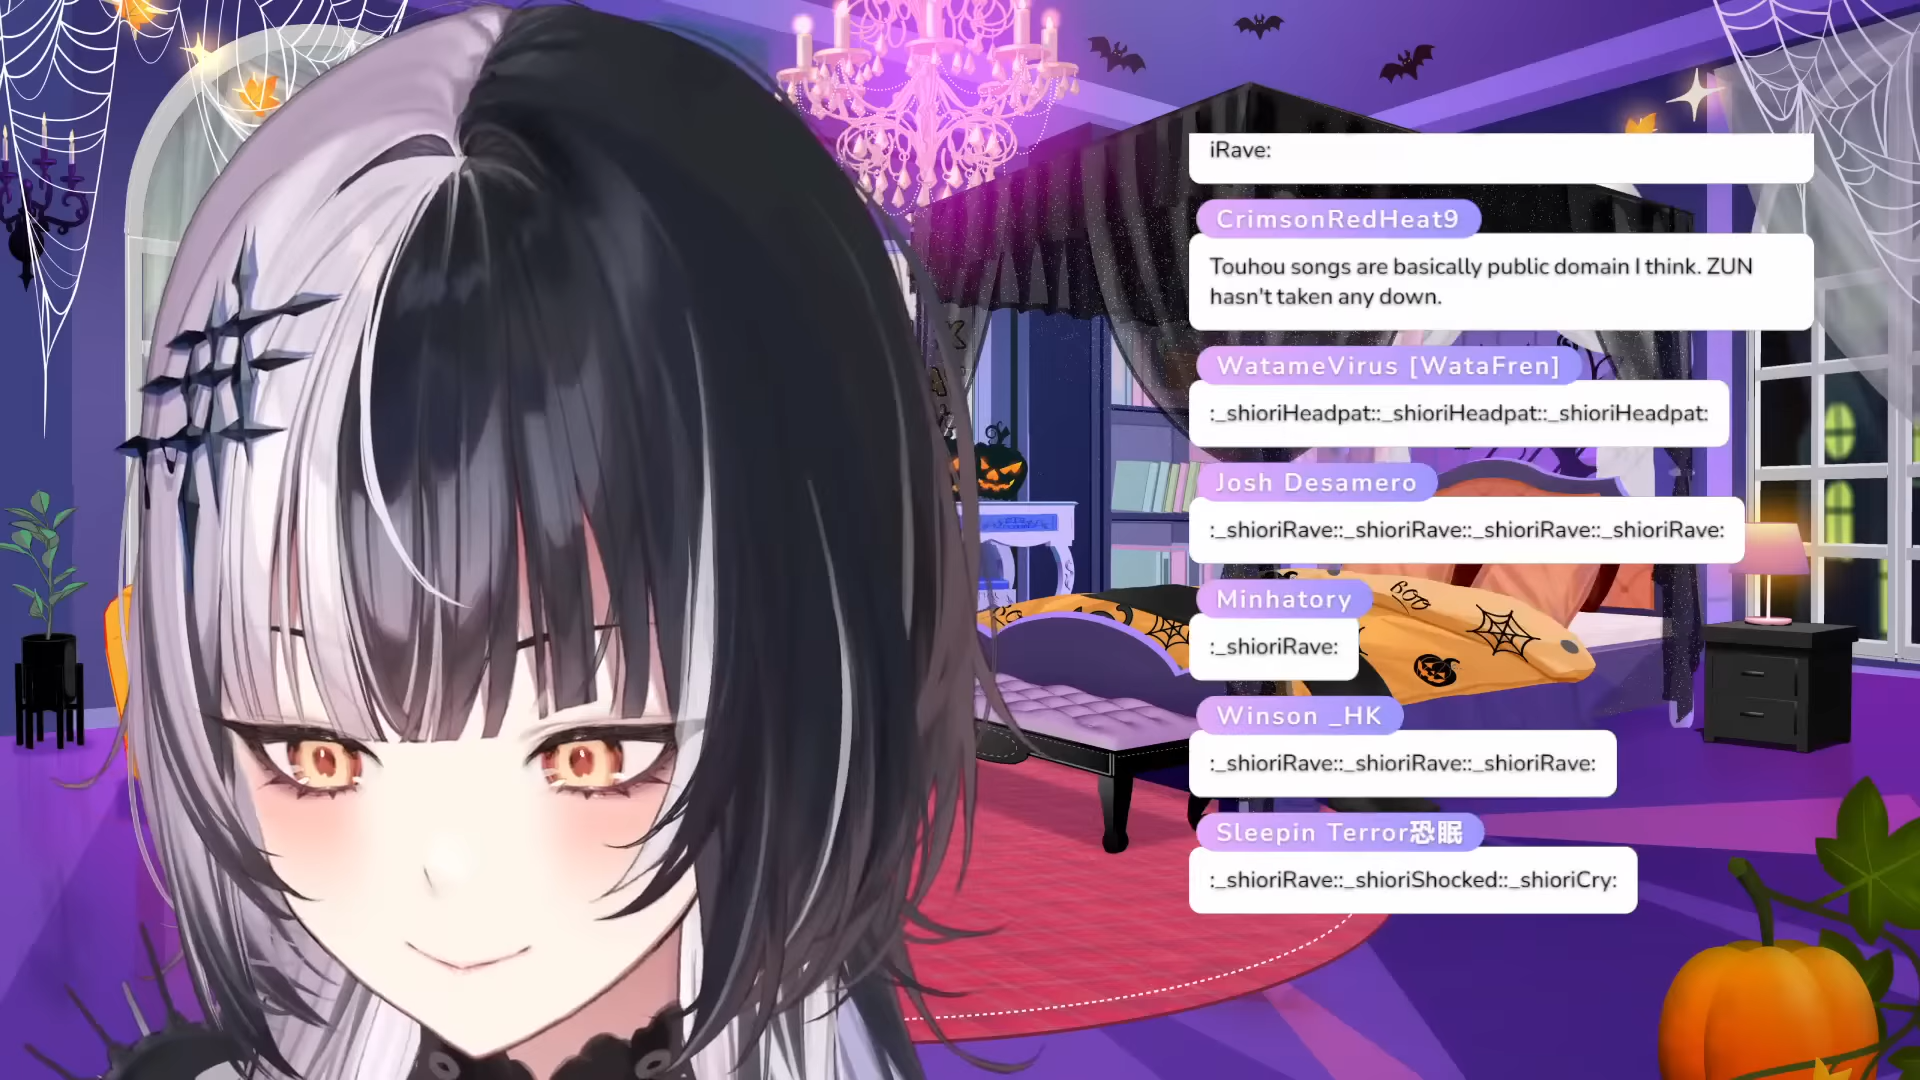 iRave:
CrimsonRedHeat9
Touhou songs are basically public domain I think. ZUN
hasn't taken any down.
WatameVirus [WataFren]
:_shioriHeadpat::_shioriHeadpat::_shioriHeadpat:
Josh Desamero
:_shioriRave::_shioriRave::_shioriRave::_shioriRave:
Minhatory
:_shioriRave:
Winson _HK
:_shioriRave::_shioriRave::_shioriRave:
Sleepin Terror恐眠
:_shioriRave::_shioriShocked::_shioriCry:
BOO